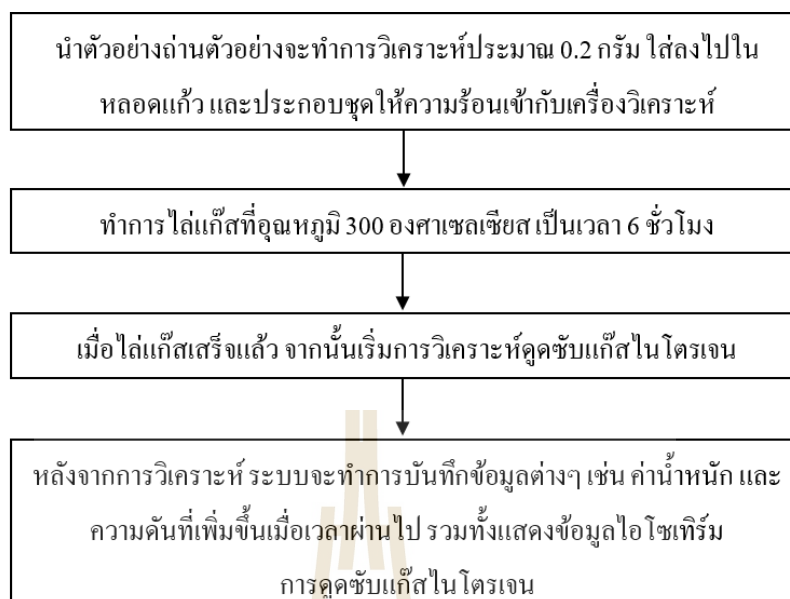 นำตัวอย่างถ่านตัวอย่างจะทำการวิเคราะห์ประมาณ 0.2 กรัม ใส่ลงไปใน
หลอดแก้ว และประกอบชุดให้ความร้อนเข้ากับเครื่องวิเคราะห์
ทำการไล่แก๊สที่อุณหภูมิ 300 องศาเซลเซียส เป็นเวลา 6 ชั่วโมง
เมื่อไล่แก๊สเสร็จแล้ว จากนั้นเริ่มการวิเคราะห์ดูดซับแก๊สไนโตรเจน
หลังจากการวิเคราะห์ ระบบจะทำการบันทึกข้อมูลต่างๆ เช่น ค่าน้ำหนัก และ
ความดันที่เพิ่มขึ้นเมื่อเวลาผ่านไป รวมทั้งแสดงข้อมูลไอโซเทิร์ม
การดูดซับแก๊สไนโตรเจน